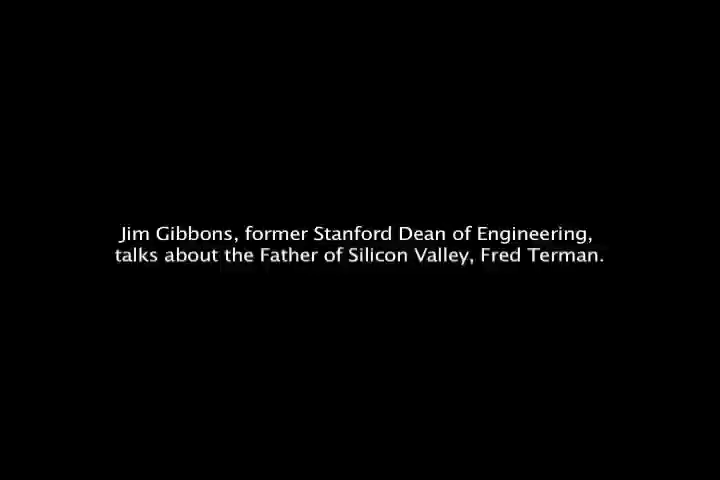 Jim Gibbons, former Stanford Dean of Engineering,
talks about the Father of Silicon Valley, Fred Terman.